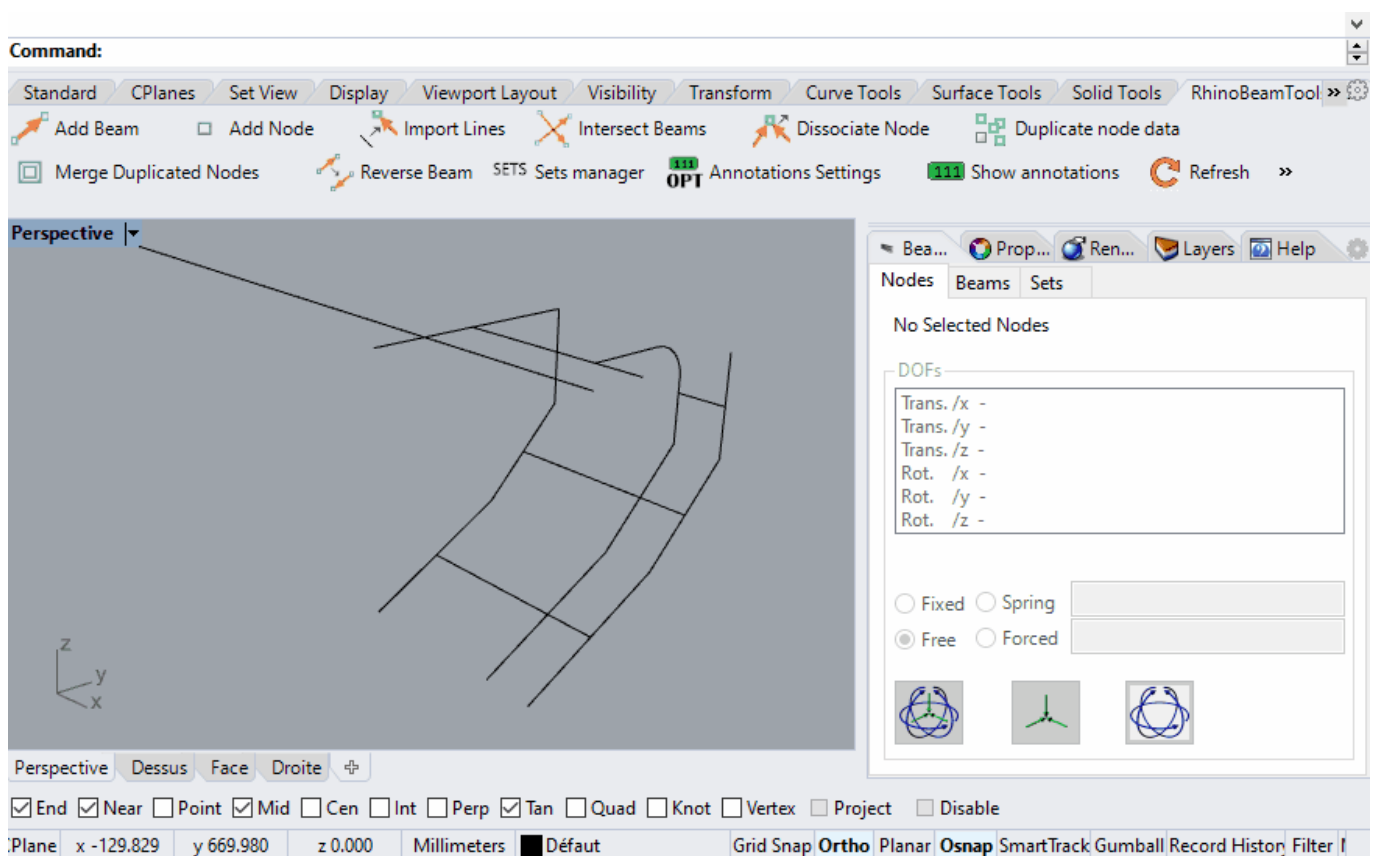 Command:
Standard CPlanes Set View Display Viewport Layout Visibility Transform Curve Tools Surface Tools Solid Tools RhinoBeamTool »
Add Beam Add Node Import Lines Intersect Beams Dissociate Node Duplicate node data
Merge Duplicated Nodes Reverse Beam SETS Sets manager 111 OPT Annotations Settings 111 Show annotations Refresh »
Perspective
Bea... Prop... Ren... Layers Help
Nodes Beams Sets
No Selected Nodes
DOFs
Trans. /x -
Trans. /y -
Trans. /z -
Rot. /x -
Rot. /y -
Rot. /z -
Fixed Spring
Free Forced
z
y
x
Perspective Dessus Face Droite
End Near Point Mid Cen Int Perp Tan Quad Knot Vertex Project Disable
CPlane x -129.829 y 669.980 z 0.000 Millimeters Défaut Grid Snap Ortho Planar Osnap SmartTrack Gumball Record History Filter